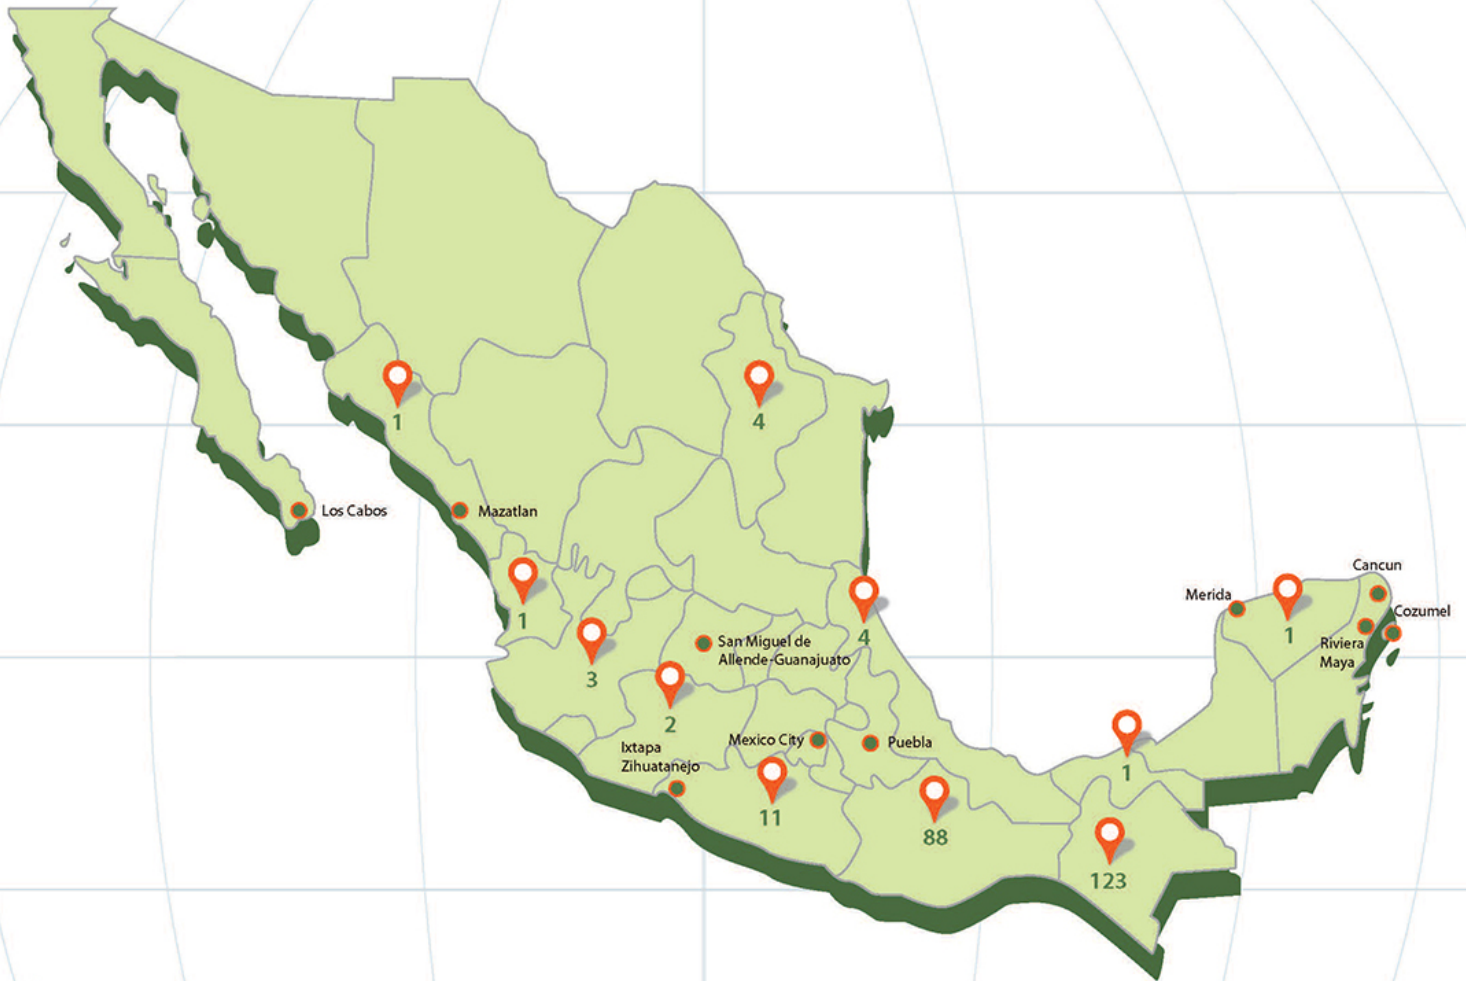 1
4
Los Cabos
Mazatlan
Cancun
Merida
Cozumel
1
4
1
Riviera
Maya
San Miguel de
Allende-Guanajuato
3
2
Mexico City
Puebla
Ixtapa
Zihuatanejo
1
11
88
123